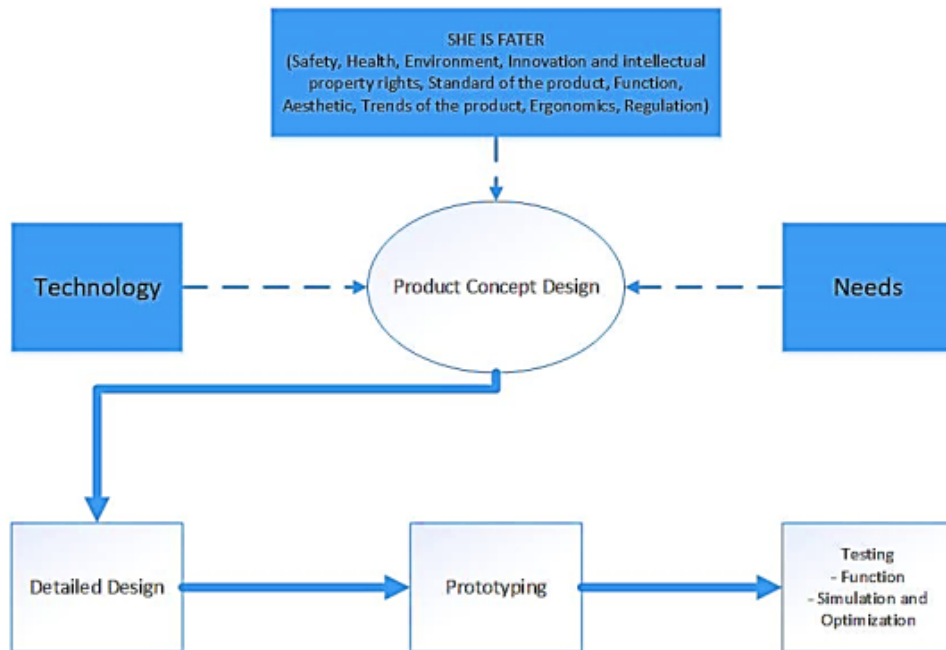 SHE IS FATER
(Safety, Health, Environment, Innovation and intellectual
property rights, Standard of the product, Function,
Aesthetic, Trends of the product, Ergonomics, Regulation)
Technology
Product Concept Design
Needs
Detailed Design
Prototyping
Testing
- Function
- Simulation and
Optimization